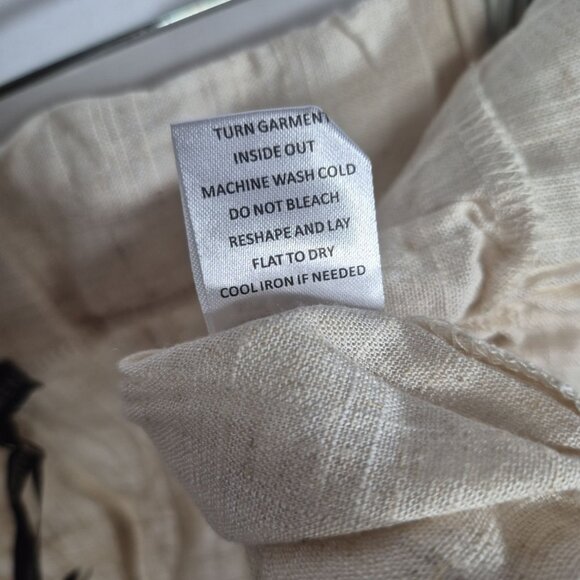 TURN GARMENT
INSIDE OUT
MACHINE WASH COLD
DO NOT BLEACH
RESHAPE AND LAY
FLAT TO DRY
COOL IRON IF NEEDED